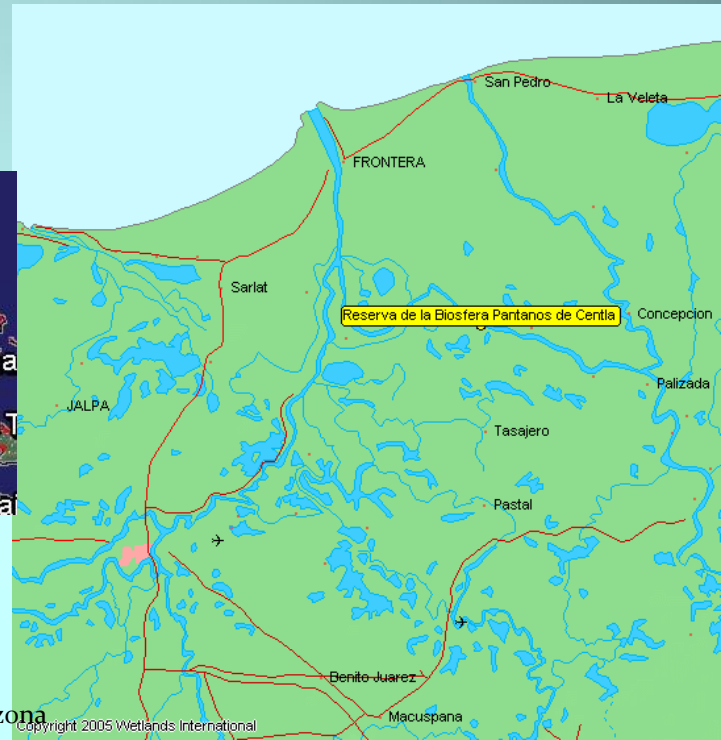 San Pedro
La Veleta
FRONTERA
Sarlat
Reserva de la Biosfera Pantanos de Centla
Concepcion
Palizada
JALPA
Tasajero
Pastal
Benito Juarez
Macuspana
zona
Copyright 2005 Wetlands International